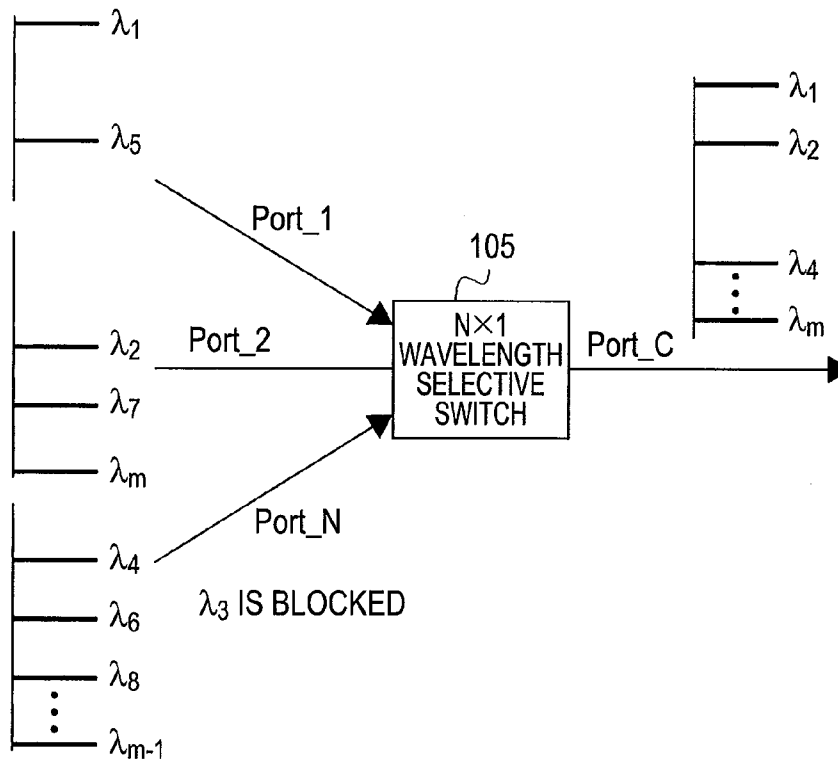 λ1
λ5
Port_1
λ2
λ7
λm
Port_2
λ4
λ6
λ8
λm-1
Port_N
λ3 IS BLOCKED
105
N×1
WAVELENGTH
SELECTIVE
SWITCH
Port_C
λ1
λ2
λ4
λm